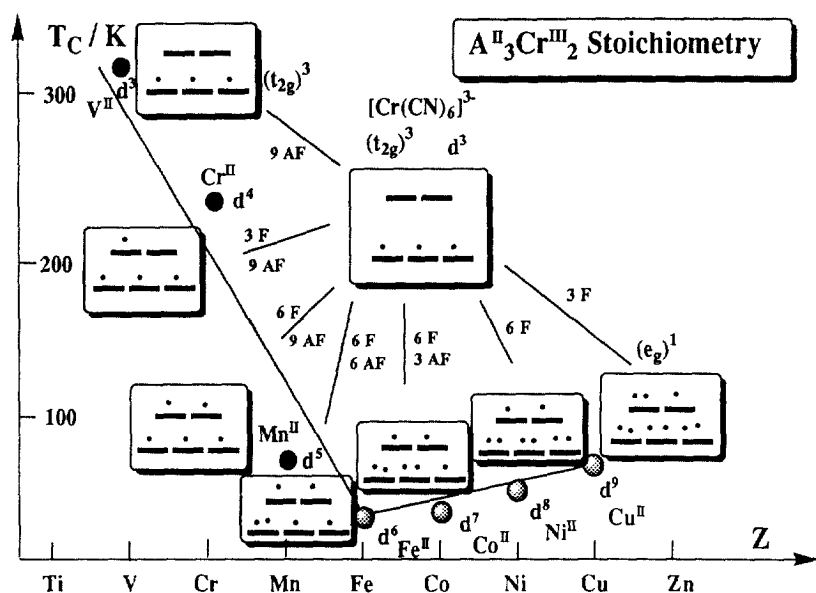 T_C / K
A^II_3Cr^III_2 Stoichiometry
300
d^3
V^II
(t_2g)^3
[Cr(CN)_6]^3-
(t_2g)^3 d^3
9 AF
Cr^II
d^4
200
3 F
9 AF
6 F
9 AF
6 F
6 AF
6 F
3 AF
6 F
3 F
(e_g)^1
100
Mn^II
d^5
d^6
Fe^II
d^7
Co^II
d^8
Ni^II
d^9
Cu^II
Z
Ti V Cr Mn Fe Co Ni Cu Zn